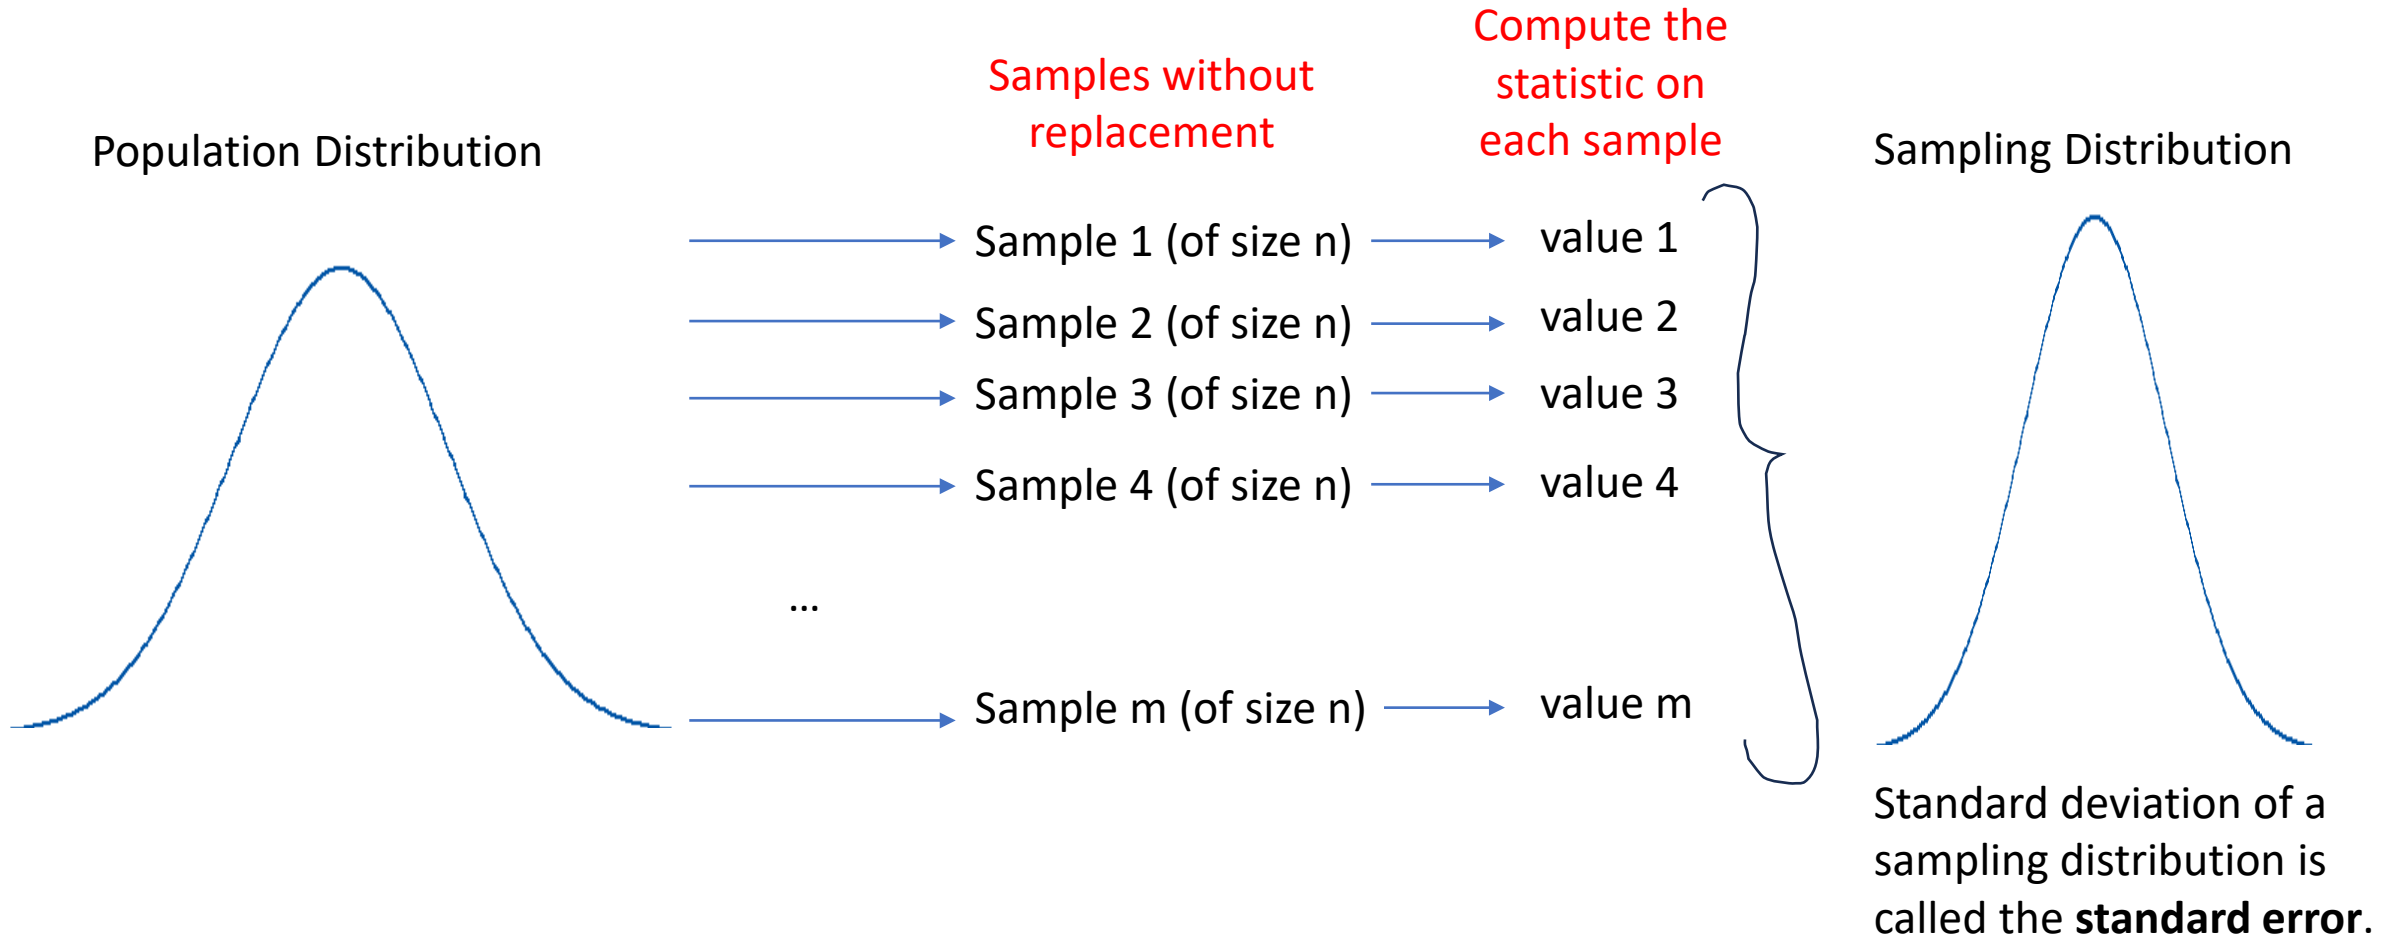 Population Distribution
Samples without
replacement
Compute the
statistic on
each sample
Sampling Distribution
Sample 1 (of size n)
value 1
Sample 2 (of size n)
value 2
Sample 3 (of size n)
value 3
Sample 4 (of size n)
value 4
...
Sample m (of size n)
value m
Standard deviation of a
sampling distribution is
called the standard error.